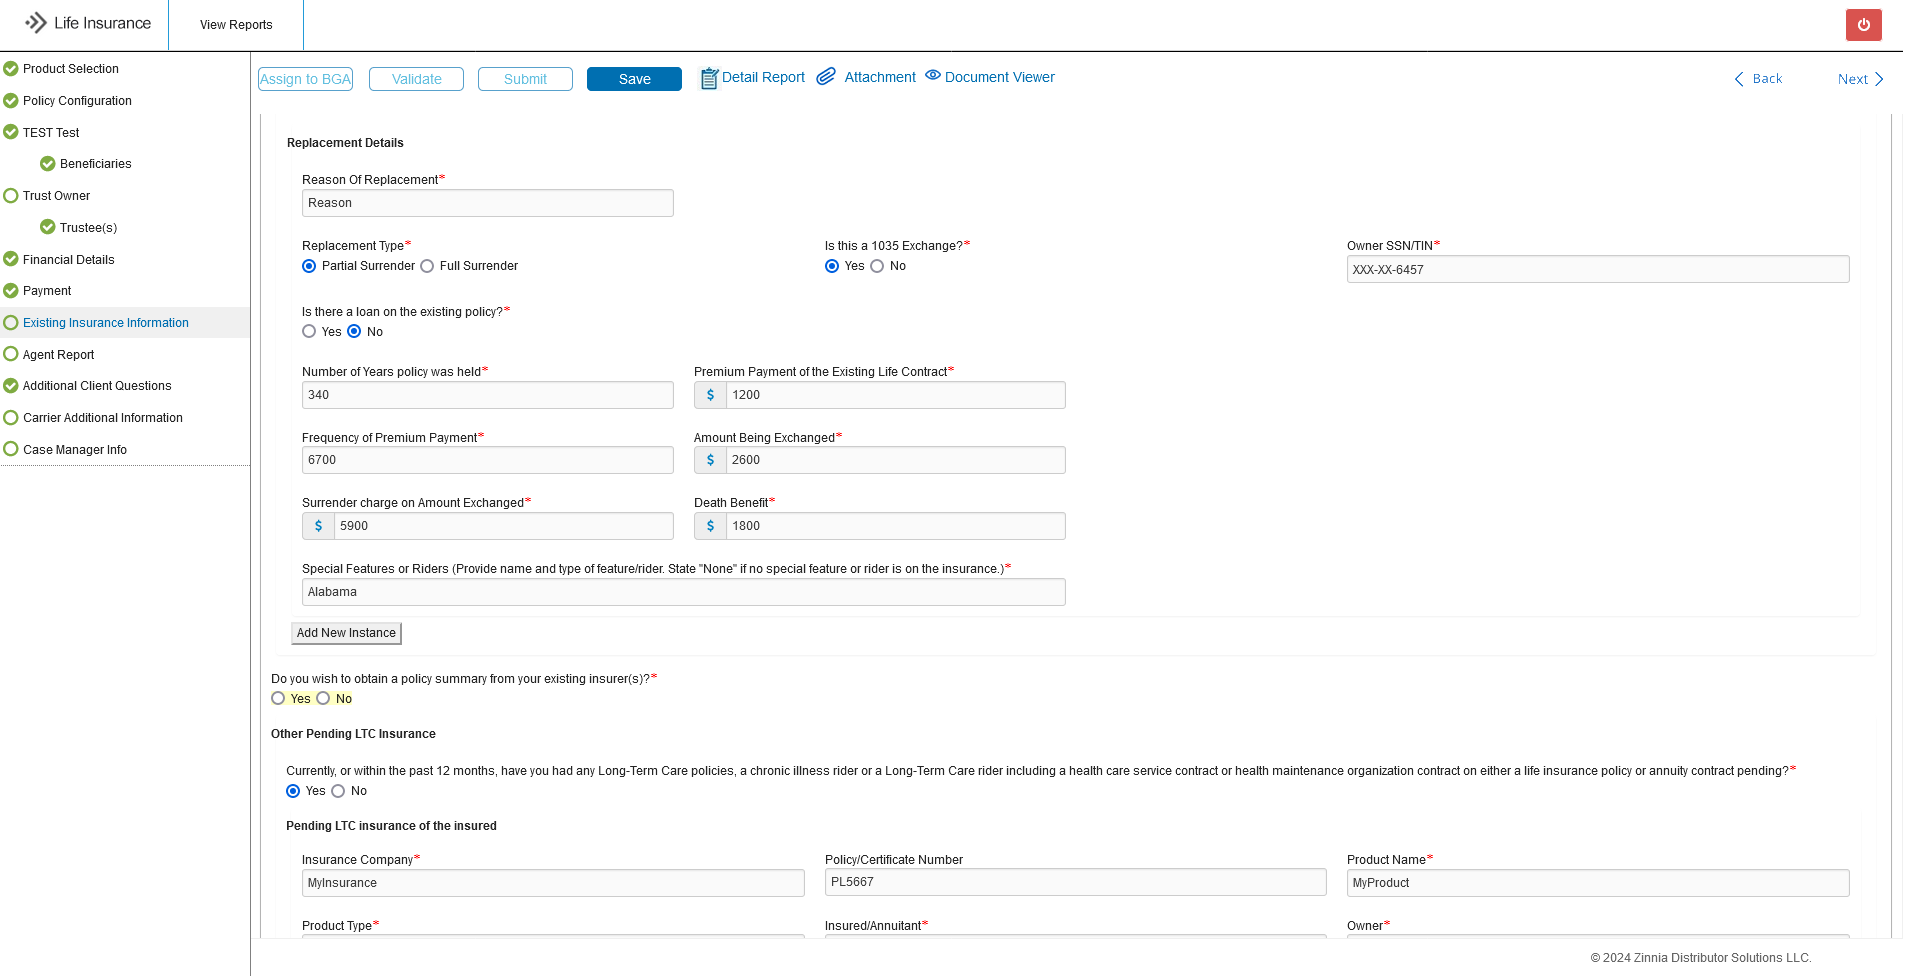 Life Insurance
View Reports
Product Selection
Policy Configuration
TEST Test
Beneficiaries
Trust Owner
Trustee(s)
Financial Details
Payment
Existing Insurance Information
Agent Report
Additional Client Questions
Carrier Additional Information
Case Manager Info
Assign to BGA Validate Submit Save Detail Report Attachment Document Viewer Back Next
Replacement Details
Reason Of Replacement*
Reason
Replacement Type* Is this a 1035 Exchange?* Owner SSN/TIN*
Partial Surrender Full Surrender Yes No XXX-XX-6457
Is there a loan on the existing policy?*
Yes No
Number of Years policy was held* Premium Payment of the Existing Life Contract*
340 $ 1200
Frequency of Premium Payment* Amount Being Exchanged*
6700 $ 2600
Surrender charge on Amount Exchanged* Death Benefit*
$ 5900 $ 1800
Special Features or Riders (Provide name and type of feature/rider. State "None" if no special feature or rider is on the insurance.)*
Alabama
Add New Instance
Do you wish to obtain a policy summary from your existing insurer(s)?*
Yes No
Other Pending LTC Insurance
Currently, or within the past 12 months, have you had any Long-Term Care policies, a chronic illness rider or a Long-Term Care rider including a health care service contract or health maintenance organization contract on either a life insurance policy or annuity contract pending?*
Yes No
Pending LTC insurance of the insured
Insurance Company* Policy/Certificate Number Product Name*
MyInsurance PL5667 MyProduct
Product Type* Insured/Annuitant* Owner*
© 2024 Zinnia Distributor Solutions LLC.